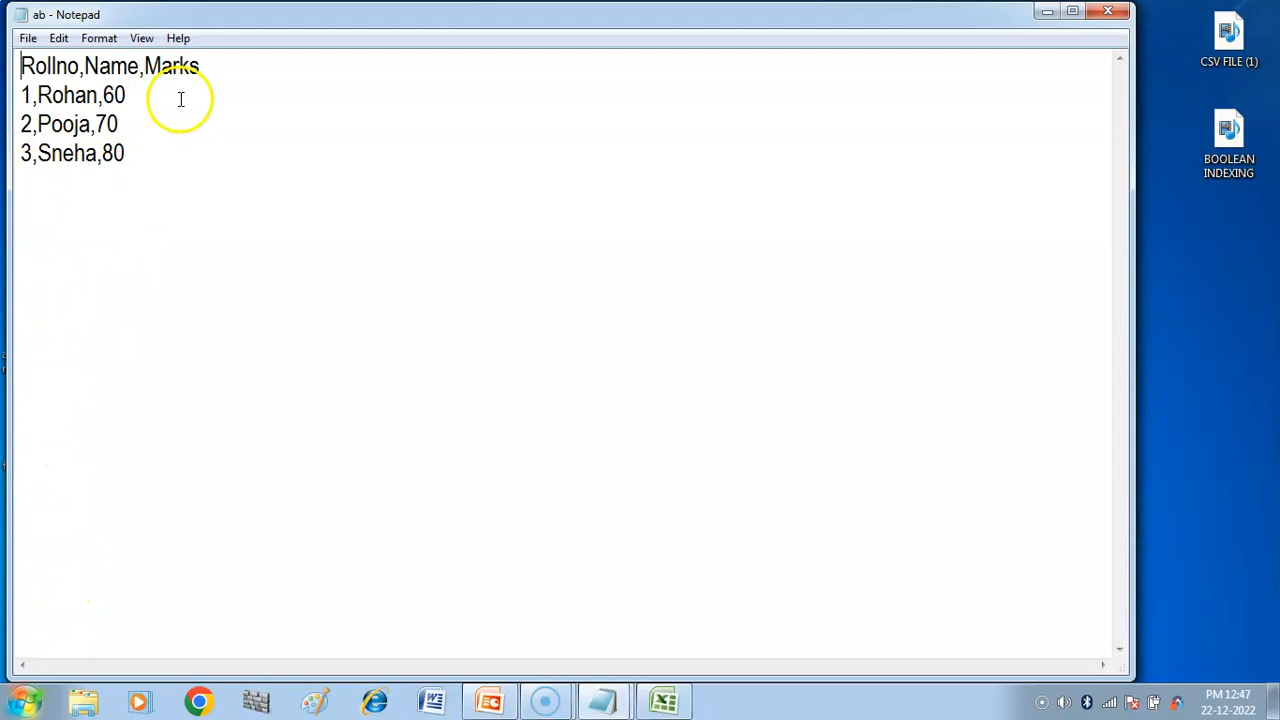 ab - Notepad
File Edit Format View Help
Rollno,Name,Marks
1,Rohan,60
2,Pooja,70
3,Sneha,80
CSV FILE (1)
BOOLEAN
INDEXING
PM 12:47
22-12-2022